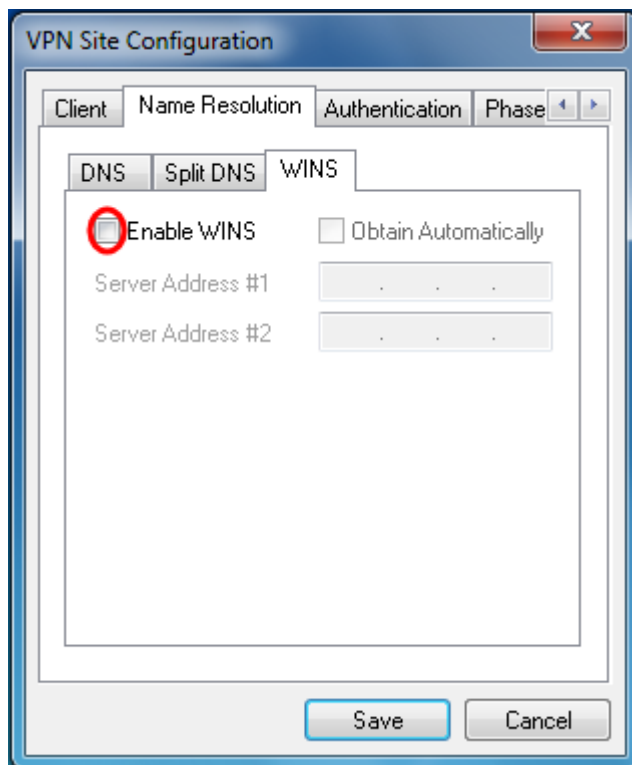 VPN Site Configuration
Client Name Resolution Authentication Phase
DNS Split DNS WINS
Enable WINS Obtain Automatically
Server Address #1 . . .
Server Address #2 . . .
Save Cancel